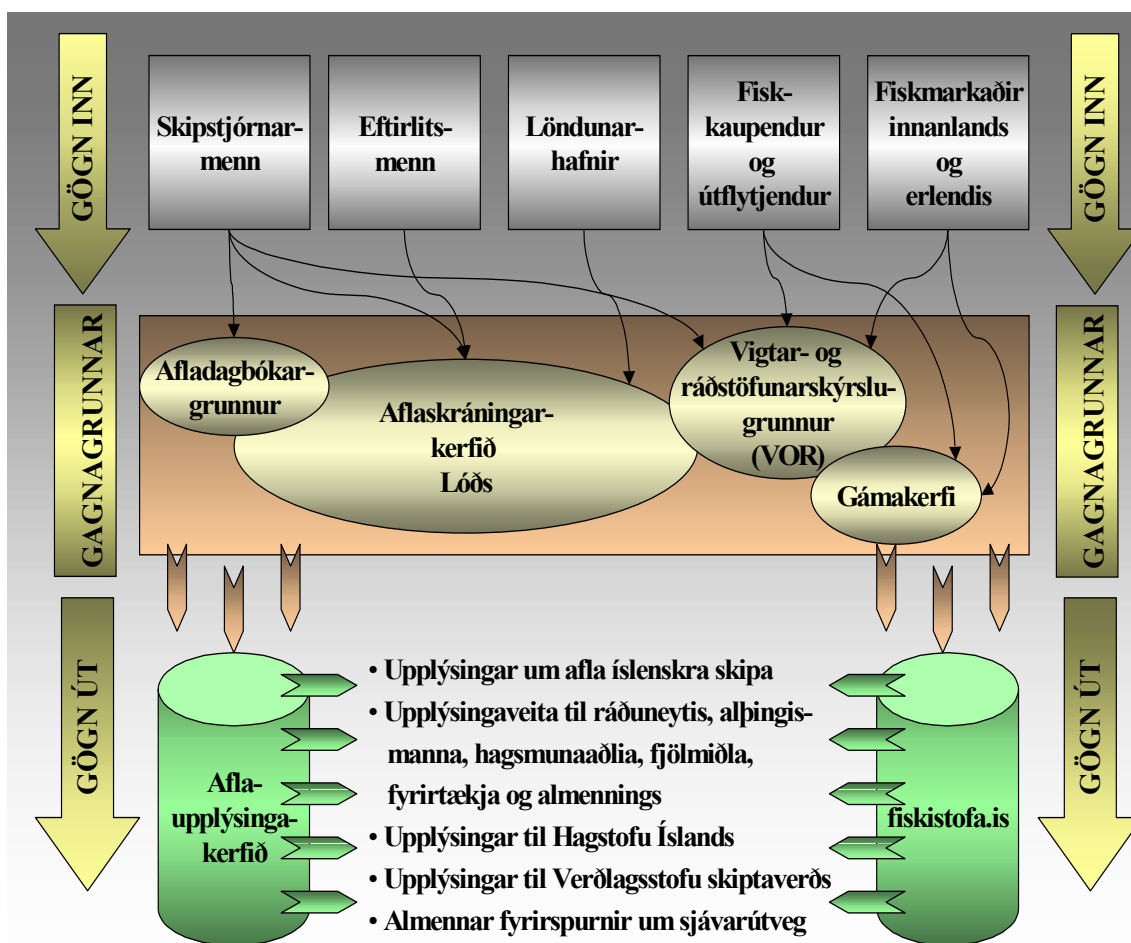 GÖGN INN
Skipstjórnar-
menn
Eftirlits-
menn
Löndunar-
hafnir
Fisk-
kaupendur
og
útflytjendur
Fiskmarkaðir
innanlands
og
erlendis
GÖGN INN
GAGNAGRUNNAR
Afladagbókar-
grunnur
Aflaskráningar-
kerfið
Lóðs
Vigtar- og
ráðstöfunarskýrslu-
grunnur
(VOR)
Gámakerfi
GAGNAGRUNNAR
GÖGN ÚT
Afla-
upplýsinga-
kerfið
• Upplýsingar um afla íslenskra skipa
• Upplýsingaveita til ráðuneytis, alþingis-
manna, hagsmunaaðlia, fjölmiðla,
fyrirtækja og almennings
• Upplýsingar til Hagstofu Íslands
• Upplýsingar til Verðlagsstofu skiptaverðs
• Almennar fyrirspurnir um sjávarútveg
fiskistofa.is
GÖGN ÚT